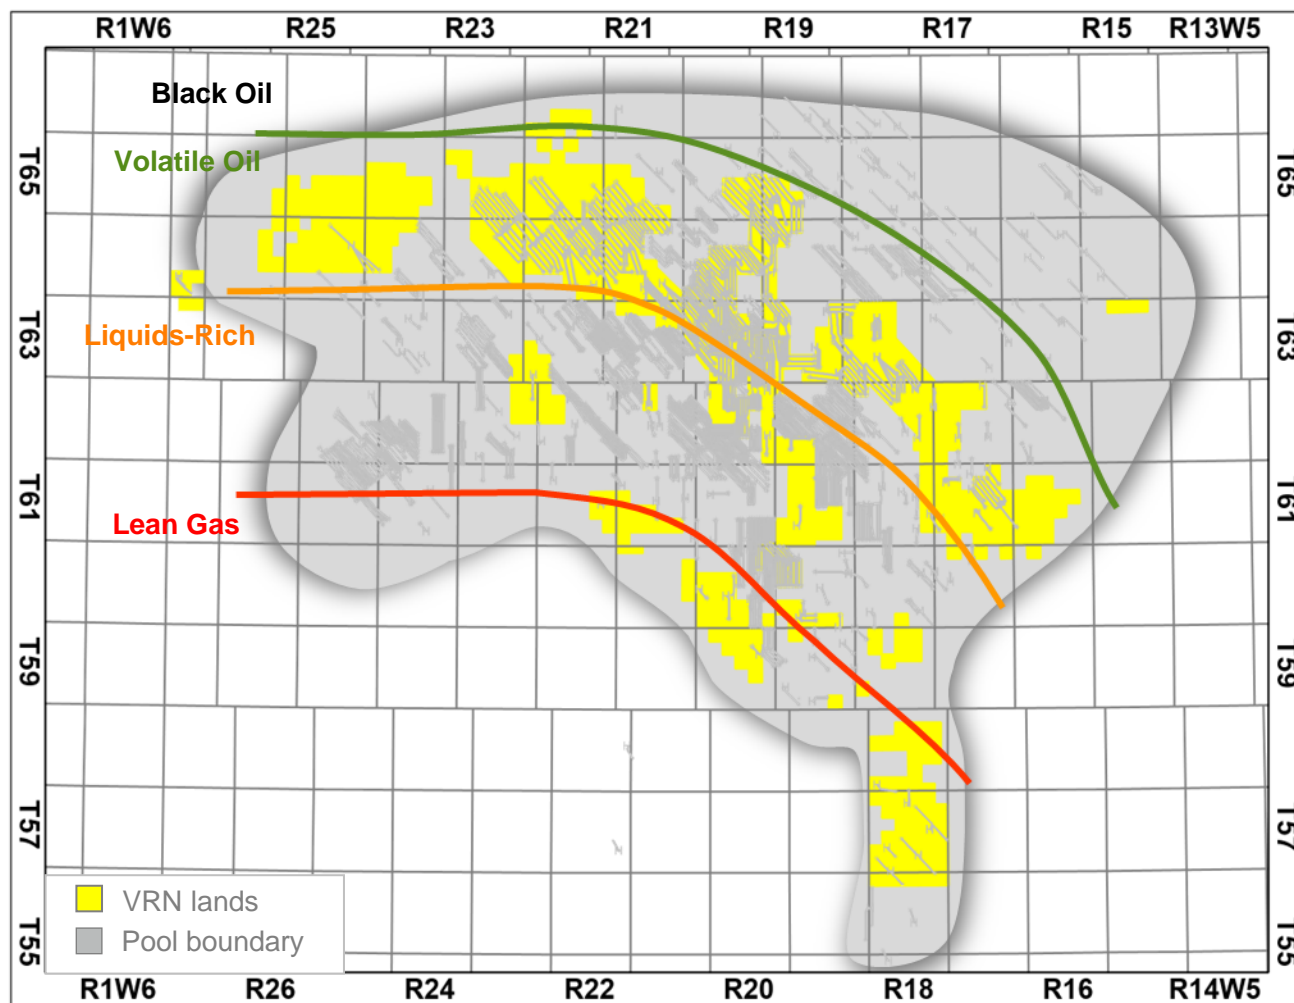 R1W6 R25 R23 R21 R19 R17 R15 R13W5
Black Oil
Volatile Oil
T65 T65
Liquids-Rich
T63 T63
T61 T61
Lean Gas
T59 T59
T57 T57
VRN lands
Pool boundary
T55 T55
R1W6 R26 R24 R22 R20 R18 R16 R14W5